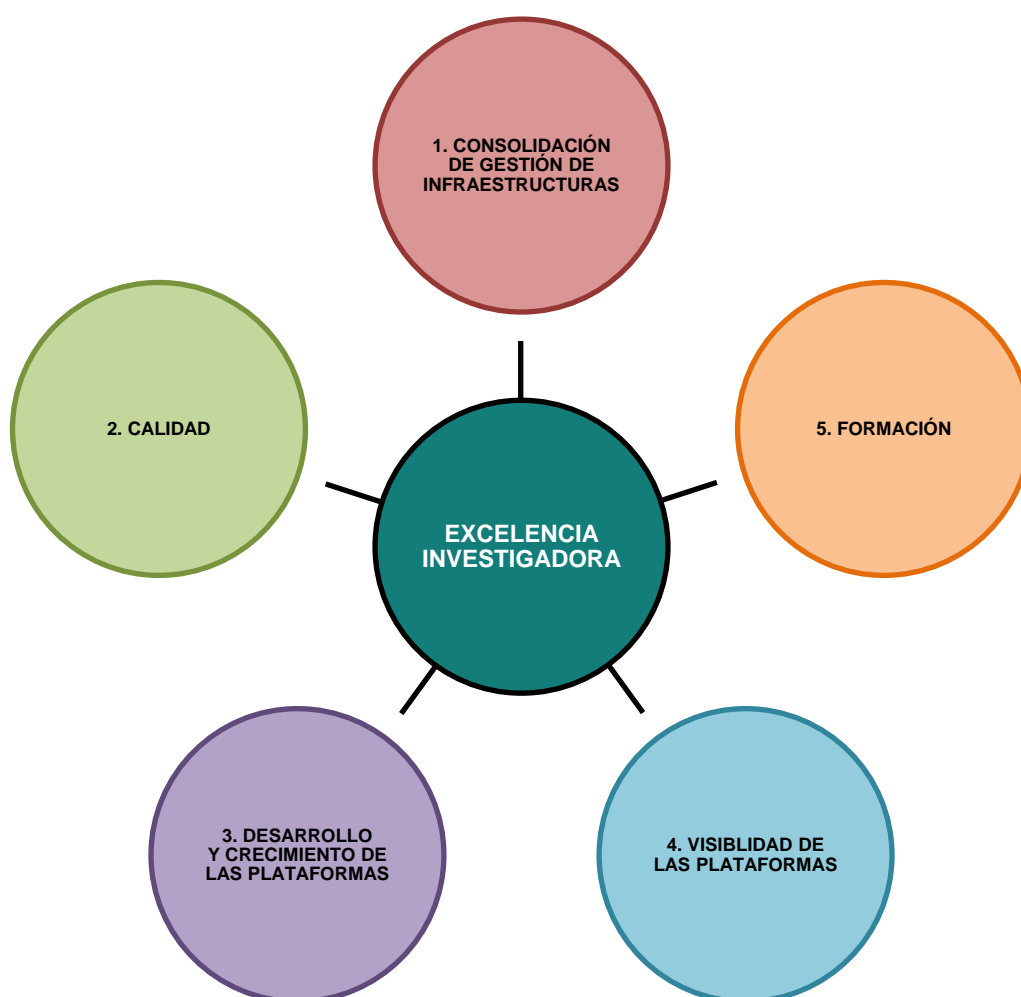 1. CONSOLIDACIÓN
DE GESTIÓN DE
INFRAESTRUCTURAS
2. CALIDAD
5. FORMACIÓN
EXCELENCIA
INVESTIGADORA
3. DESARROLLO
Y CRECIMIENTO DE
LAS PLATAFORMAS
4. VISIBLIDAD DE
LAS PLATAFORMAS